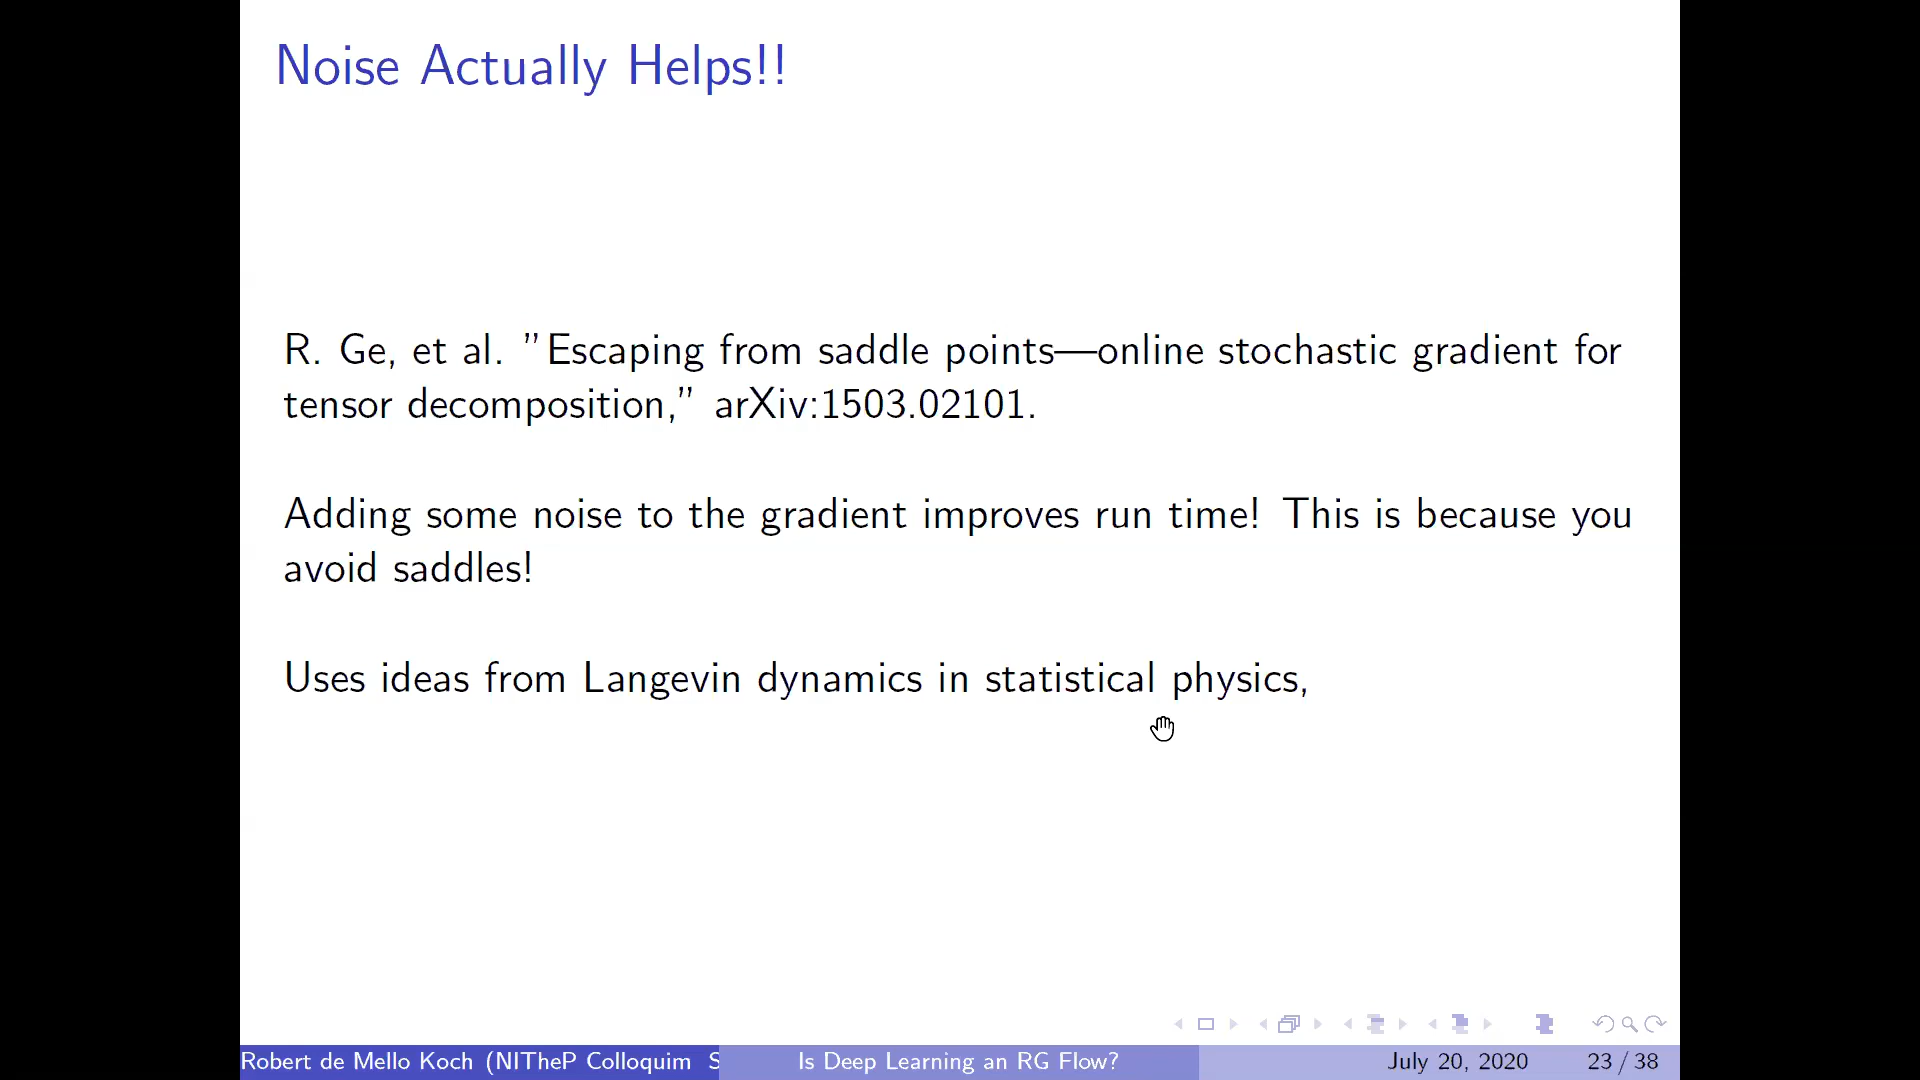 Noise Actually Helps!!
R. Ge, et al. ”Escaping from saddle points—online stochastic gradient for
tensor decomposition,” arXiv:1503.02101.
Adding some noise to the gradient improves run time! This is because you
avoid saddles!
Uses ideas from Langevin dynamics in statistical physics,
Robert de Mello Koch (NITheP Colloquim S
Is Deep Learning an RG Flow?
July 20, 2020
23 / 38